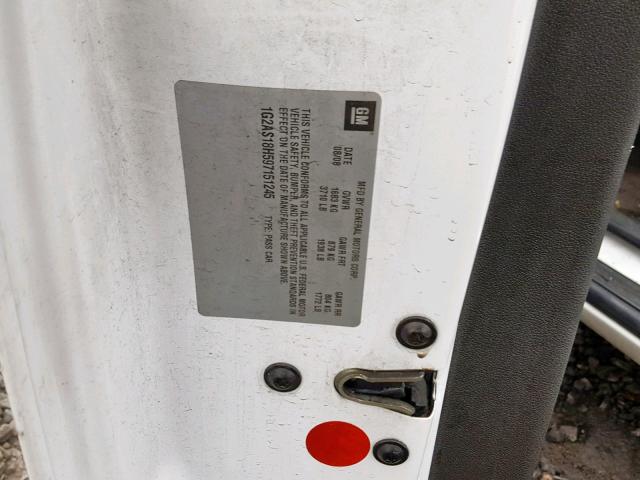 GM
MFD BY GENERAL MOTORS CORP
DATE GVWR GAWR FRT GAWR RR
08/08 1683 KG 879 KG 804 KG
3710 LB 1938 LB 1772 LB
THIS VEHICLE CONFORMS TO ALL APPLICABLE U.S. FEDERAL MOTOR
VEHICLE SAFETY, BUMPER, AND THEFT PREVENTION STANDARDS IN
EFFECT ON THE DATE OF MANUFACTURE SHOWN ABOVE.
1G2AS18H597151245 TYPE: PASS CAR